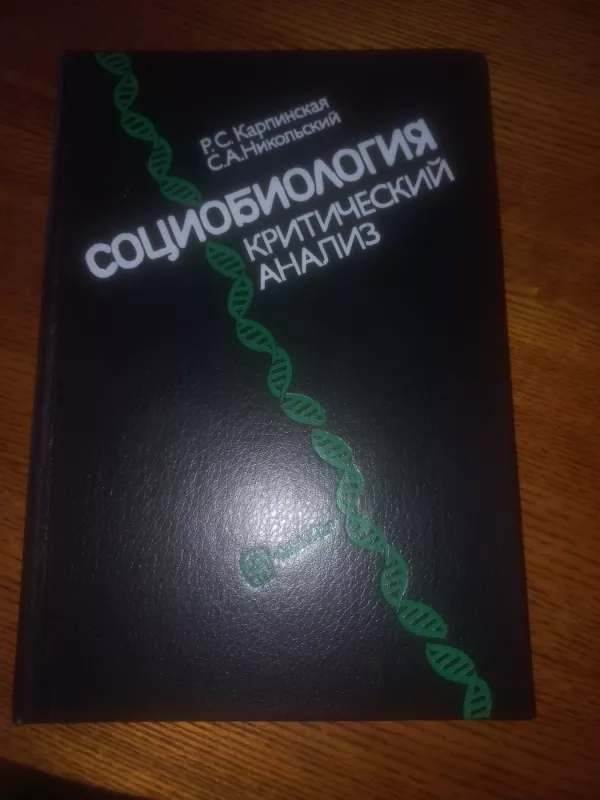 Р.С. Карпинская
С.А. Никольский
СОЦИОБИОЛОГИЯ
КРИТИЧЕСКИЙ
АНАЛИЗ